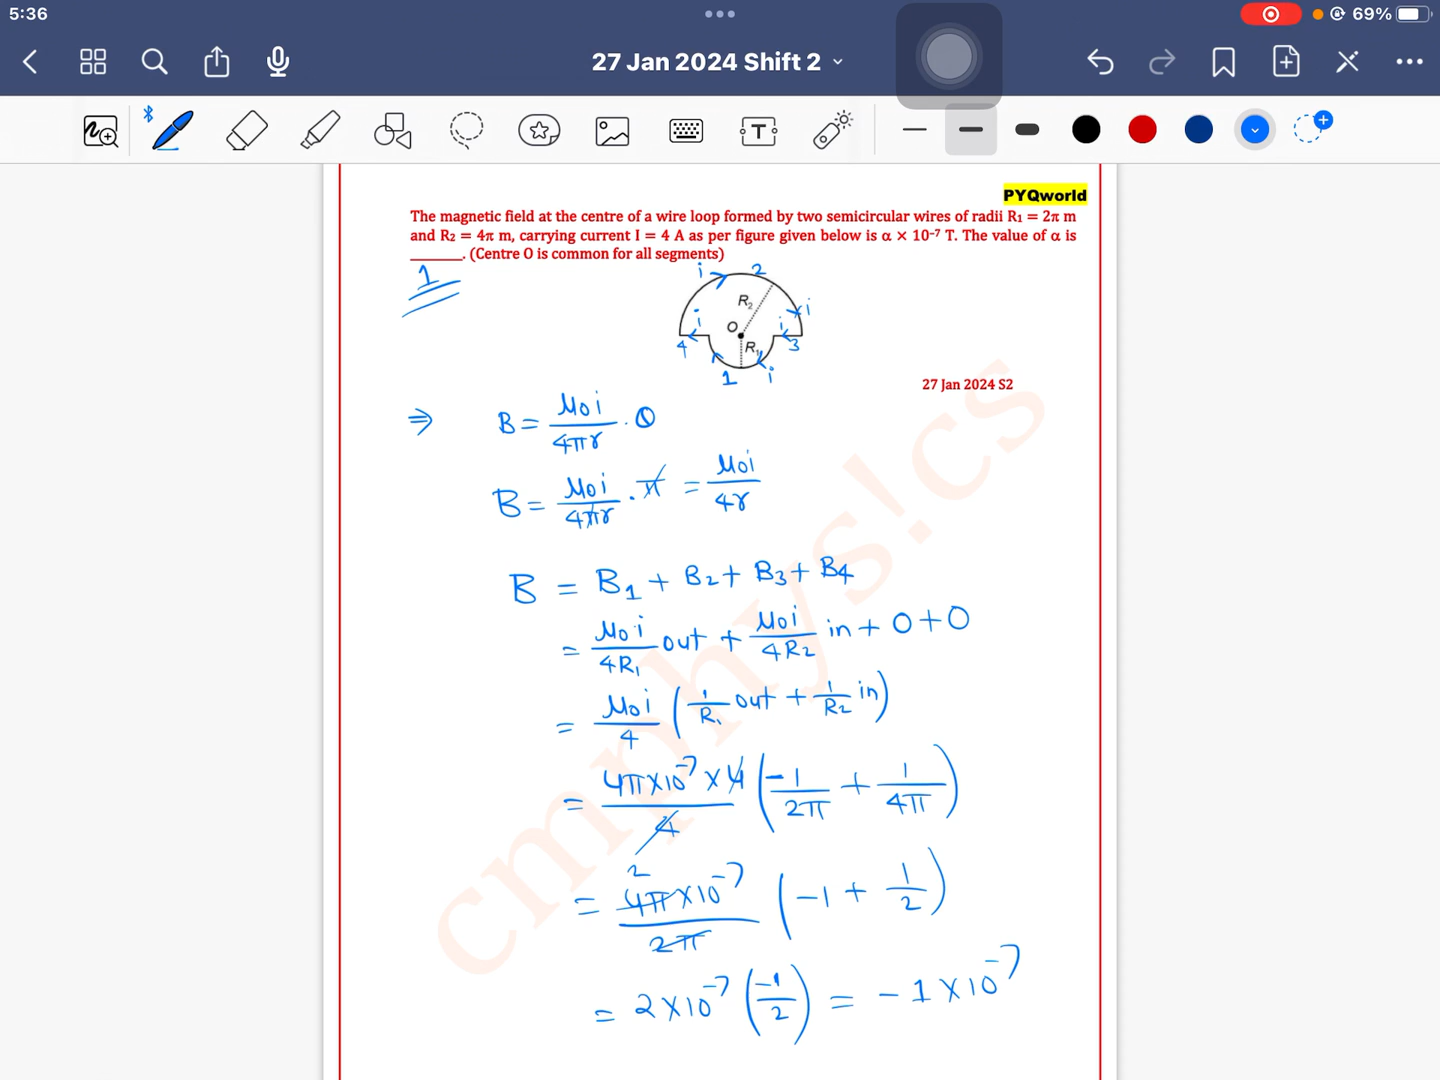 5:36
69%
27 Jan 2024 Shift 2
PYQworld
The magnetic field at the centre of a wire loop formed by two semicircular wires of radii R₁ = 2π m
and R₂ = 4π m, carrying current I = 4 A as per figure given below is α × 10⁻⁷ T. The value of α is
______. (Centre O is common for all segments)
1
i 2
R₂ i
i O i
4 R₁ 3
1 i
27 Jan 2024 S2
⇒ B = μ₀i/4πr · θ
B = μ₀i/4πr · π = μ₀i/4r
B = B₁ + B₂ + B₃ + B₄
= μ₀i/4R₁ out + μ₀i/4R₂ in + 0 + 0
= μ₀i/4 (1/R₁ out + 1/R₂ in)
= 4π×10⁻⁷ × 4/4 (-1/2π + 1/4π)
= 2 4π×10⁻⁷/2π (-1 + 1/2)
= 2×10⁻⁷ (-1/2) = -1×10⁻⁷
cmphys!cs